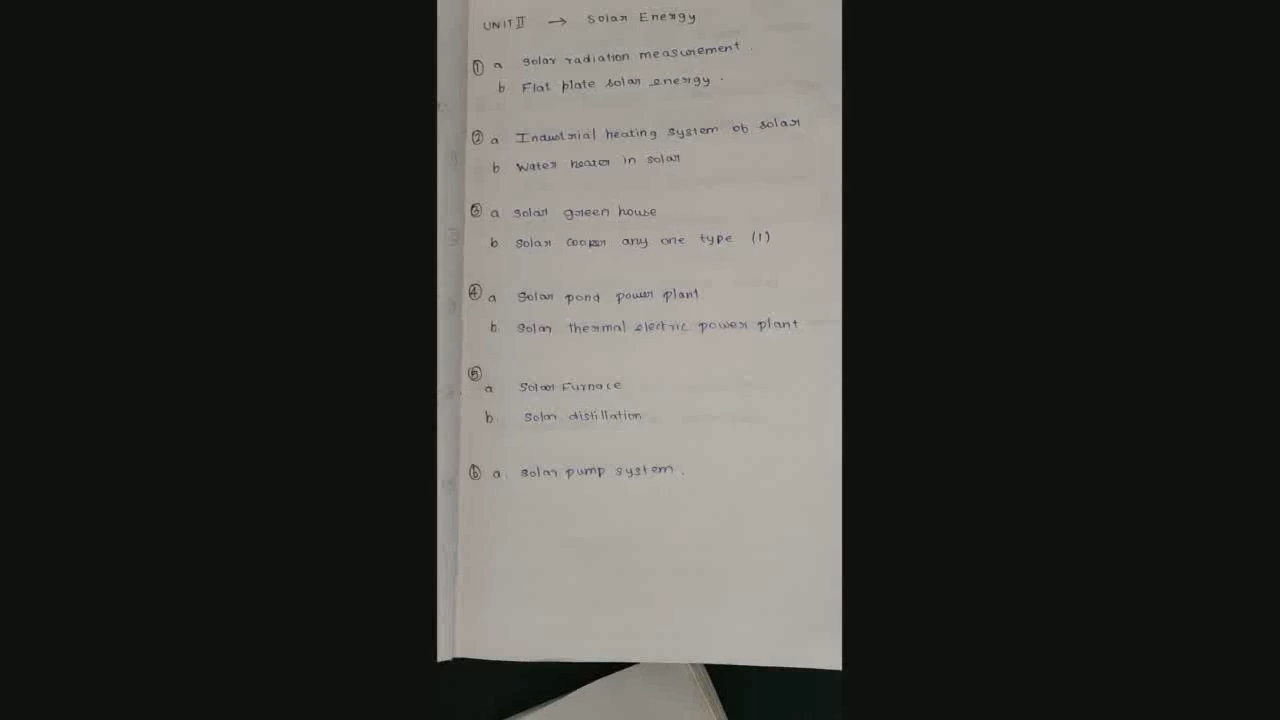 UNIT II → Solar Energy
① a solar radiation measurement.
b Flat plate solar energy.
② a Industrial heating system of solar
b Water heater in solar
③ a solar green house
b Solar cooker any one type (1)
④ a Solar pond power plant
b. Solar thermal electric power plant
⑤
a Solar Furnace
b. Solar distillation
⑥ a. solar pump system.